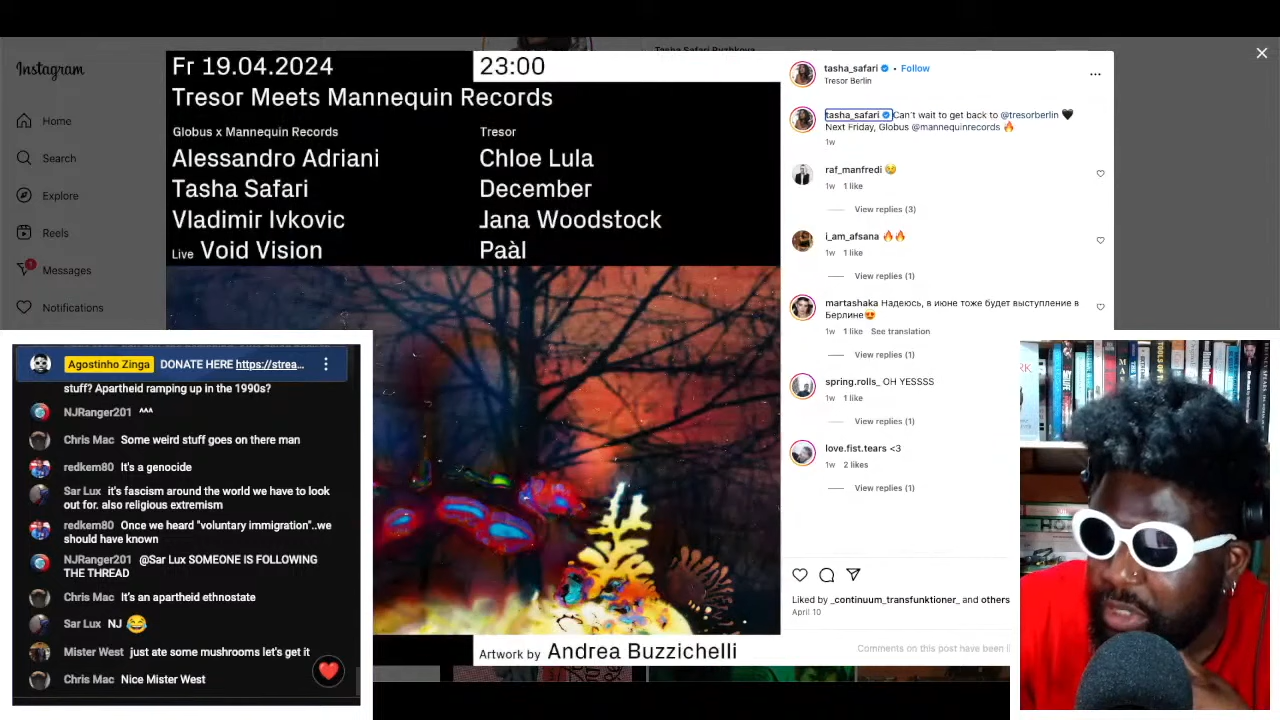 Instagram
Home
Search
Explore
Reels
1
Messages
Notifications
Fr 19.04.2024
23:00
Tresor Meets Mannequin Records
Globus x Mannequin Records
Alessandro Adriani
Tasha Safari
Vladimir Ivkovic
Live Void Vision
Tresor
Chloe Lula
December
Jana Woodstock
Paàl
Artwork by Andrea Buzzichelli
tasha_safari • Follow
Tresor Berlin
tasha_safari Can't wait to get back to @tresorberlin 🖤
Next Friday, Globus @mannequinrecords 🔥
1w
raf_manfredi 😢
1w 1 like
View replies (3)
i_am_afsana 🔥🔥
1w 1 like
View replies (1)
martashaka Надеюсь, в июне тоже будет выступление в
Берлине😍
1w 1 like See translation
View replies (1)
spring.rolls_ OH YESSSS
1w 1 like
View replies (1)
love.fist.tears <3
1w 2 likes
View replies (1)
Liked by _continuum_transfunktioner_ and others
April 10
Comments on this post have been li
Agostinho Zinga DONATE HERE https://strea...
stuff? Apartheid ramping up in the 1990s?
NJRanger201 ^^^
Chris Mac Some weird stuff goes on there man
redkem80 It's a genocide
Sar Lux it's fascism around the world we have to look
out for. also religious extremism
redkem80 Once we heard "voluntary immigration"..we
should have known
NJRanger201 @Sar Lux SOMEONE IS FOLLOWING
THE THREAD
Chris Mac It's an apartheid ethnostate
Sar Lux NJ 😂
Mister West just ate some mushrooms let's get it
Chris Mac Nice Mister West